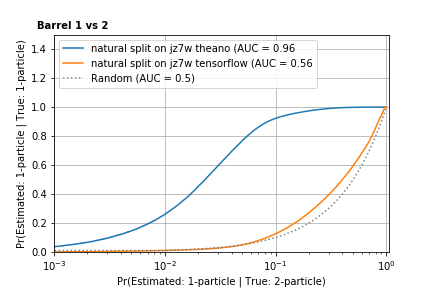 Barrel 1 vs 2
Pr(Estimated: 1-particle | True: 1-particle)
1.4
1.2
1.0
0.8
0.6
0.4
0.2
0.0
natural split on jz7w theano (AUC = 0.96
natural split on jz7w tensorflow (AUC = 0.56
Random (AUC = 0.5)
10⁻³
10⁻²
10⁻¹
10⁰
Pr(Estimated: 1-particle | True: 2-particle)